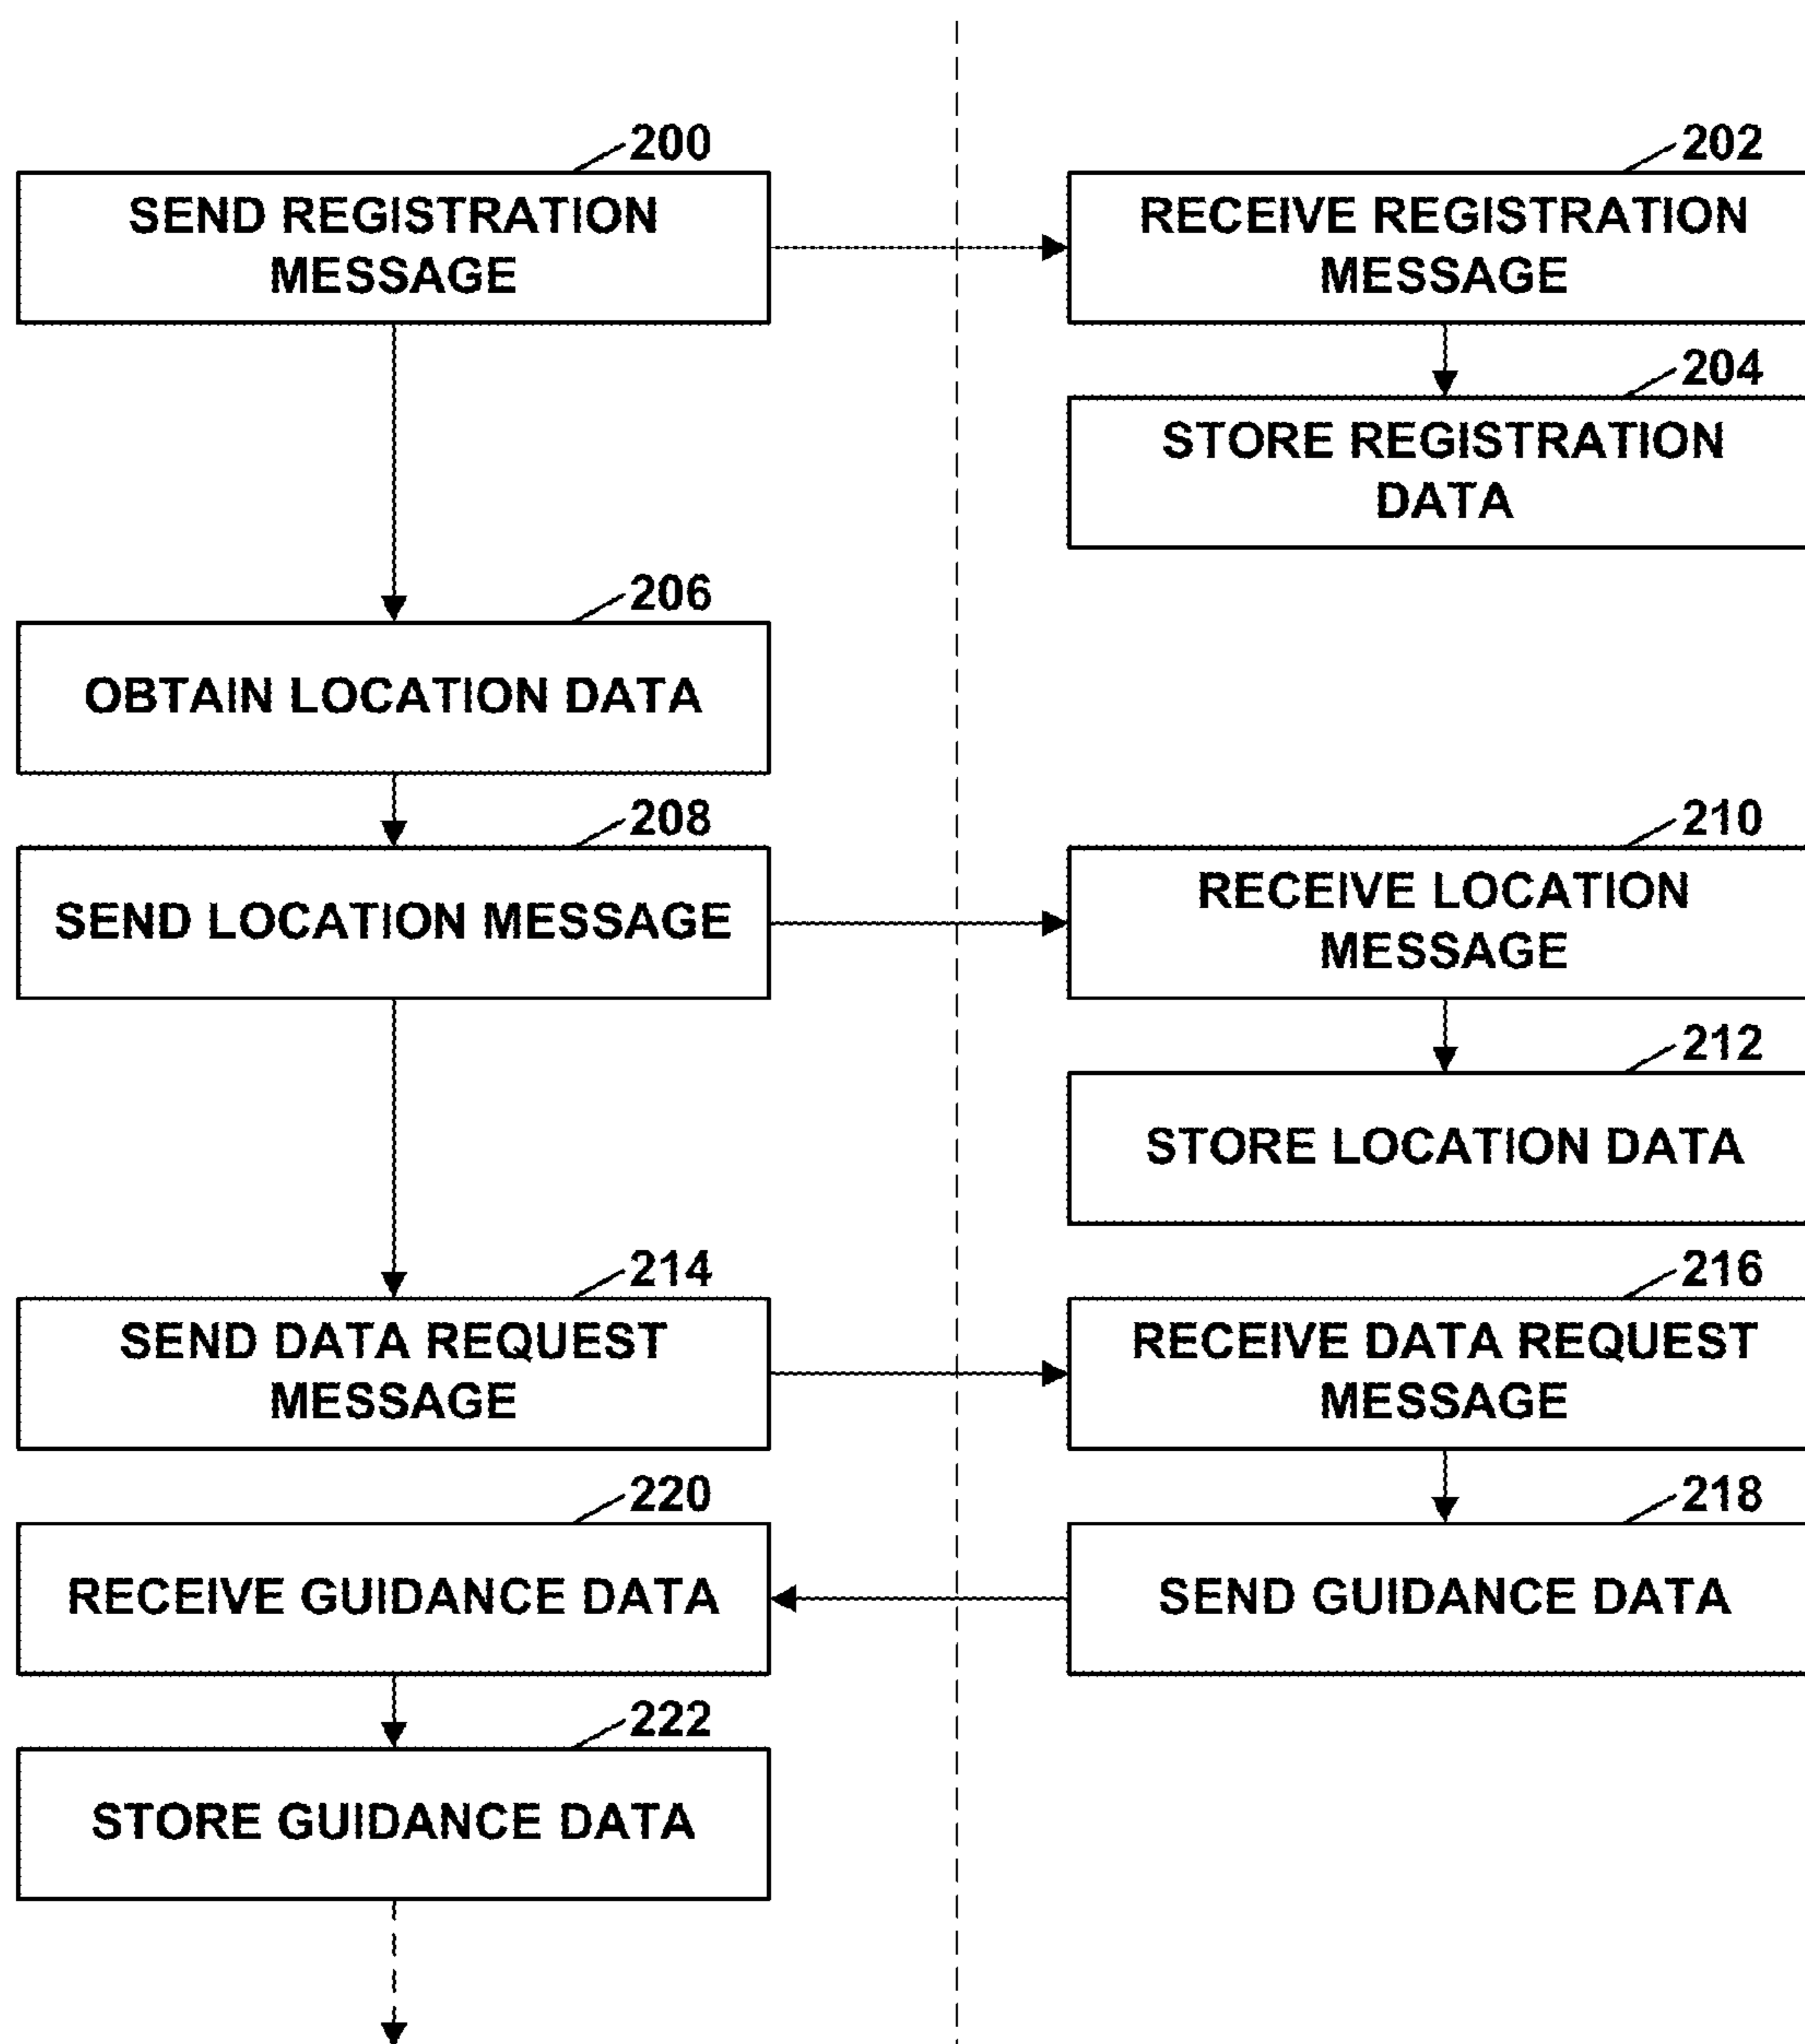 200
SEND REGISTRATION
MESSAGE
202
RECEIVE REGISTRATION
MESSAGE
204
STORE REGISTRATION
DATA
206
OBTAIN LOCATION DATA
208
SEND LOCATION MESSAGE
210
RECEIVE LOCATION
MESSAGE
212
STORE LOCATION DATA
214
SEND DATA REQUEST
MESSAGE
216
RECEIVE DATA REQUEST
MESSAGE
218
SEND GUIDANCE DATA
220
RECEIVE GUIDANCE DATA
222
STORE GUIDANCE DATA